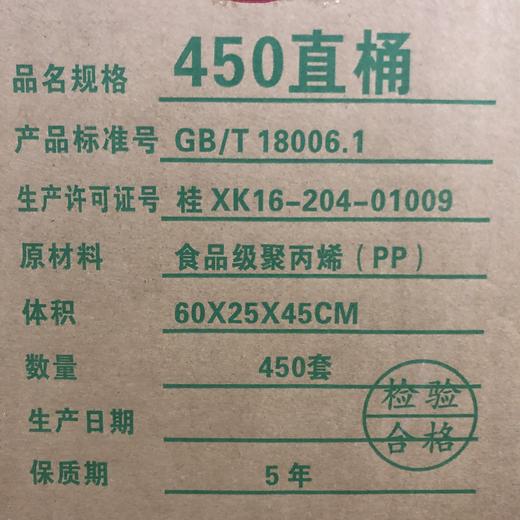 品名规格 450直桶
产品标准号 GB/T 18006.1
生产许可证号 桂 XK16-204-01009
原材料 食品级聚丙烯(PP)
体积 60X25X45CM
数量 450套
生产日期
保质期 5年
检验
合格